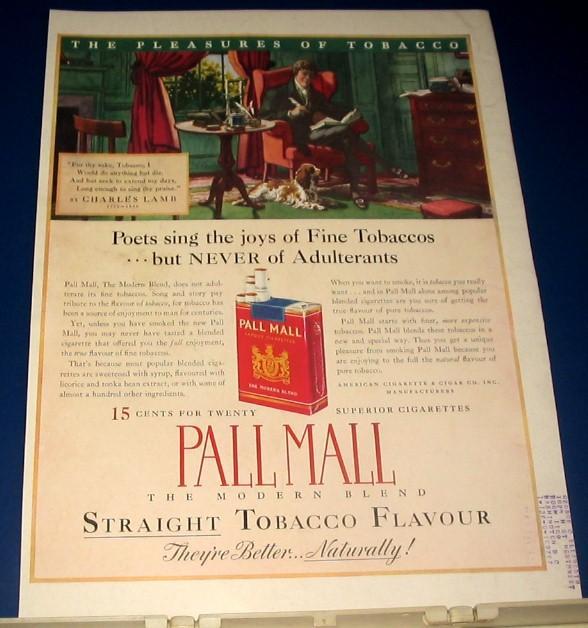 THE PLEASURES OF TOBACCO
"For thy sake, Tobacco, I
Would do anything but die,
And but seek to extend my days,
Long enough to sing thy praise."
BY CHARLES LAMB
Poets sing the joys of Fine Tobaccos
...but NEVER of Adulterants
Pall Mall, The Modern Blend, does not adul-
terate its fine tobaccos. Song and story pay
tribute to the flavour of tobacco, for tobacco has
been a source of enjoyment to man for centuries.
Yet, unless you have smoked the new Pall
Mall, you may never have tasted a blended
cigarette that offered you the full enjoyment,
the true flavour of fine tobaccos.
That's because most popular blended ciga-
rettes are sweetened with syrup, flavoured with
licorice and tonka bean extract, or with some of
almost a hundred other ingredients.
When you want to smoke, it is tobacco you really
want . . . and in Pall Mall alone among popular
blended cigarettes you are sure of getting the
true flavour of pure tobacco.
Pall Mall starts with finer, more expensive
tobaccos. Pall Mall blends these tobaccos in a
new and special way. Thus you get a unique
pleasure from smoking Pall Mall because you
are enjoying to the full the natural flavour of
pure tobacco.
AMERICAN CIGARETTE & CIGAR CO. INC.
MANUFACTURERS
PALL MALL
FAMOUS CIGARETTES
THE MODERN BLEND
15 CENTS FOR TWENTY SUPERIOR CIGARETTES
PALL MALL
THE MODERN BLEND
STRAIGHT TOBACCO FLAVOUR
They're Better...Naturally!